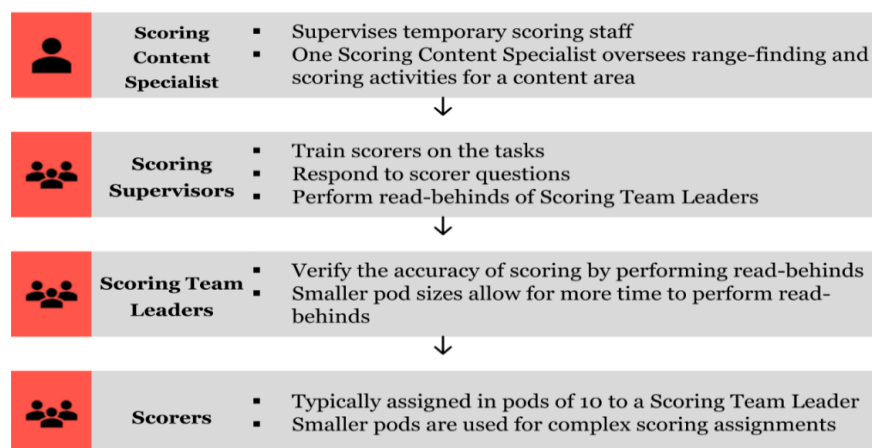 Scoring
Content
Specialist
▪ Supervises temporary scoring staff
▪ One Scoring Content Specialist oversees range-finding and
scoring activities for a content area
↓
Scoring
Supervisors
▪ Train scorers on the tasks
▪ Respond to scorer questions
▪ Perform read-behinds of Scoring Team Leaders
↓
Scoring Team
Leaders
▪ Verify the accuracy of scoring by performing read-behinds
▪ Smaller pod sizes allow for more time to perform read-
behinds
↓
Scorers
▪ Typically assigned in pods of 10 to a Scoring Team Leader
▪ Smaller pods are used for complex scoring assignments